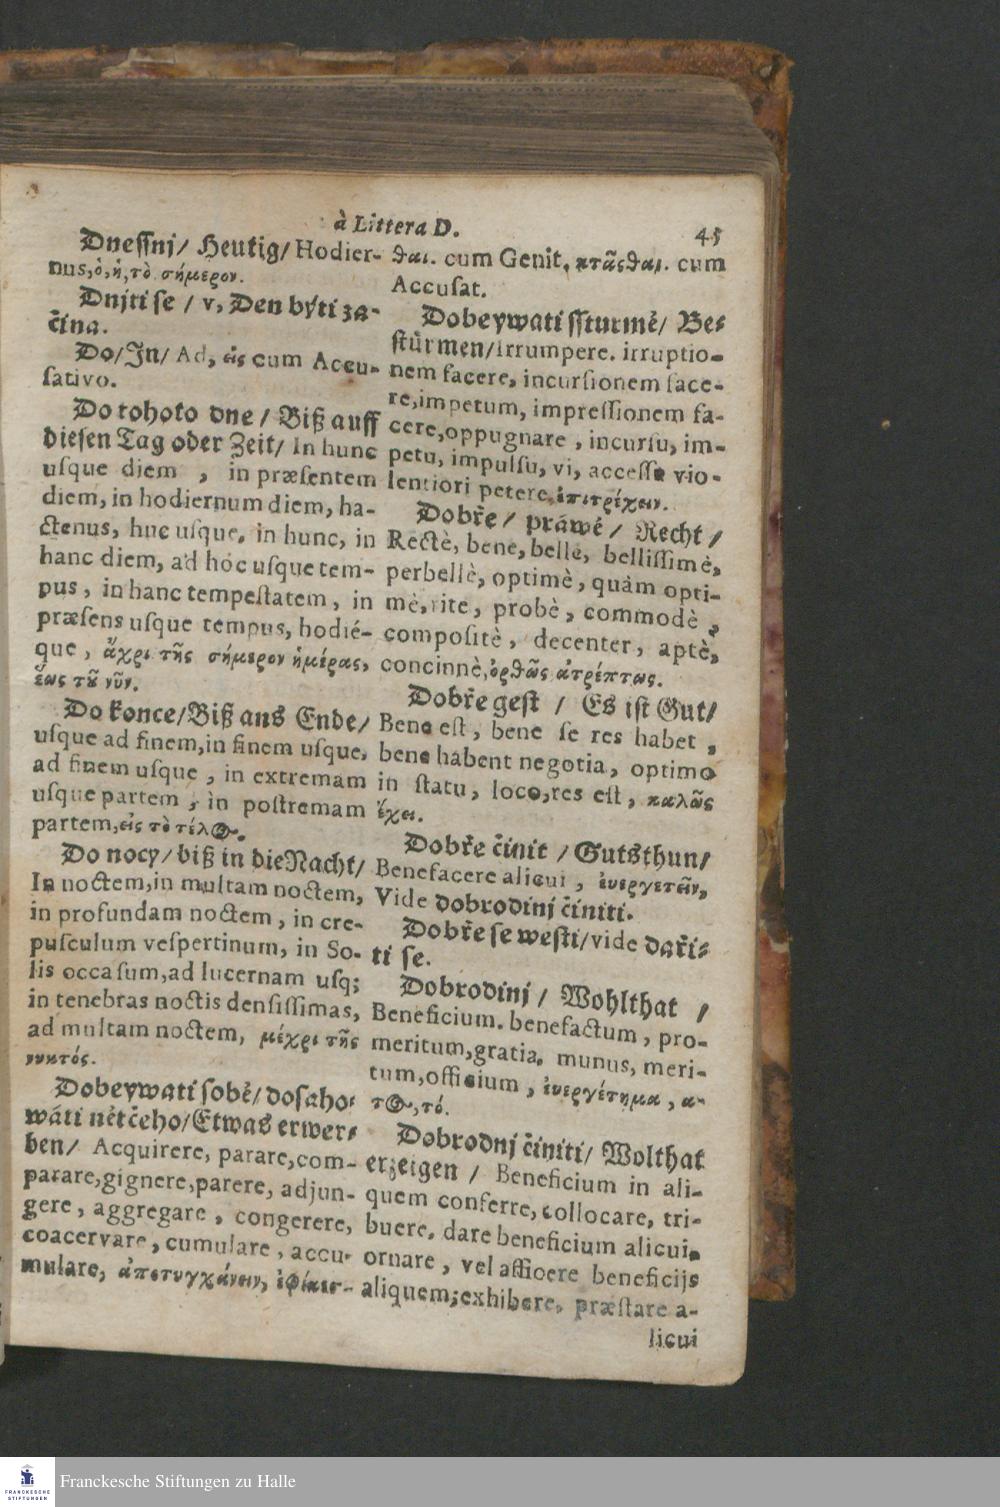 à Littera D.
45
Dnessnj/ Heutig/ Hodier-
nus, ὁ, ἡ, τὸ σήμερον.
Dnjti se / v, Den býti za-
čina.
Do/Jn/ Ad, εἰς cum Accu-
sativo.
Do tohoto dne / Biß auff
diesen Tag oder Zeit/ In hunc
usque diem , in præsentem
diem, in hodiernum diem, ha-
ctenus, huc usque, in hunc, in
hanc diem, ad hóc usque tem-
pus , in hanc tempestatem , in
præsens usque tempus, hodié-
que , ἄχρι τῆς σήμερον ἡμέρας,
ἕως τοῦ νῦν.
Do konce/Biß ans Ende/
usque ad finem,in finem usque,
ad finem usque , in extremam
usque partem , in postremam
partem,εἰς τὸ τέλος.
Do nocy/ biß in die Nacht/
In noctem,in multam noctem,
in profundam noctem , in cre-
pusculum vespertinum, in So-
lis occasum,ad lucernam usq;
in tenebras noctis densissimas,
ad multam noctem, μέχρι τῆς
νυκτός.
Dobeywati sobě/ dosaho-
wáti nětčeho/Etwas erwer-
ben/ Acquirere, parare,com-
parare,gignere,parere, adjun-
gere , aggregare , congerere,
coacervare , cumulare , accu-
mulare, ἀποτυγχάνειν, ἐφίκεσ-
θαι. cum Genit. κτᾶσθαι. cum
Accusat.
Dobeywati ssturmě/ Be-
stürmen/Irrumpere. irruptio-
nem facere, incursionem face-
re,impetum, impressionem fa-
cere,oppugnare , incursu, im-
petu, impulsu, vi, accessu vio-
lentiori petere, ἐπιτρέχειν.
Dobře / práwě / Recht /
Rectè, bene, bellè, bellissimè,
perbellè, optimè , quàm opti-
mè,rite , probè , commodè ,
compositè , decenter , aptè,
concinnè,ὀρθῶς ἀτρέπτως.
Dobře gest / Es ist Gut/
Bene est , bene se res habet ,
bene habent negotia , optimo
in statu , loco,res est , καλῶς
ἔχει.
Dobře činit / Gutsthun/
Benefacere alicui , ἐυεργετεῖν,
Vide dobrodinj činiti.
Dobře se westi/vide daři-
ti se.
Dobrodinj / Wohlthat /
Beneficium. benefactum , pro-
meritum,gratia. munus, meri-
tum,officium , ἐυεργέτημα , α-
τος,τό.
Dobrodnj činiti/ Wolthat
erzeigen / Beneficium in ali-
quem conferre, collocare, tri-
buere. dare beneficium alicui.
ornare , vel afficere beneficijs
aliquem;exhibere, præstare a-
licui
Franckesche Stiftungen zu Halle
FRANCKESCHE
STIFTUNGEN